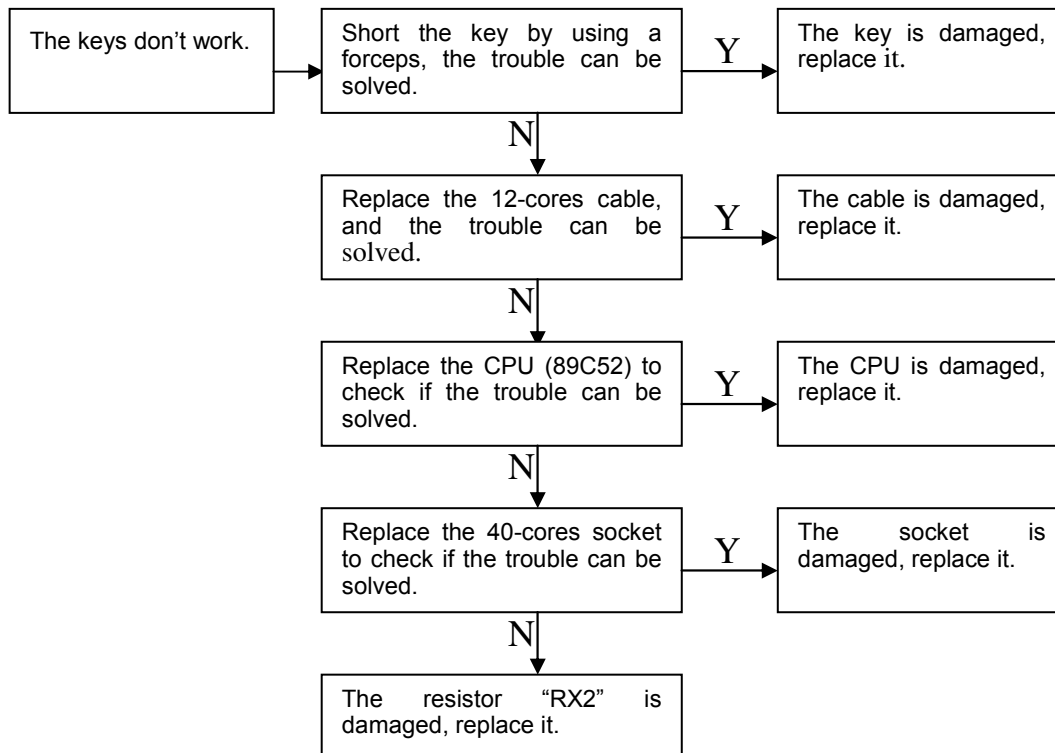 The keys don’t work.
Short the key by using a
forceps, the trouble can be
solved.
Y
The key is damaged,
replace it.
N
Replace the 12-cores cable,
and the trouble can be
solved.
Y
The cable is damaged,
replace it.
N
Replace the CPU (89C52) to
check if the trouble can be
solved.
Y
The CPU is damaged,
replace it.
N
Replace the 40-cores socket
to check if the trouble can be
solved.
Y
The socket is
damaged, replace it.
N
The resistor “RX2” is
damaged, replace it.